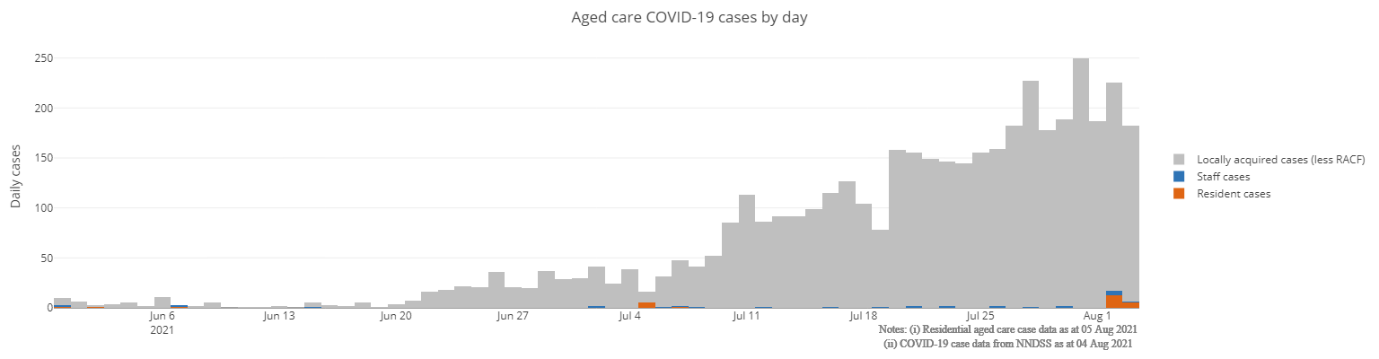 Aged care COVID-19 cases by day
250
200
150
100
50
0
Daily cases
Jun 6
2021
Jun 13
Jun 20
Jun 27
Jul 4
Jul 11
Jul 18
Jul 25
Aug 1
Locally acquired cases (less RACF)
Staff cases
Resident cases
Notes: (i) Residential aged care case data as at 05 Aug 2021
(ii) COVID-19 case data from NNDSS as at 04 Aug 2021